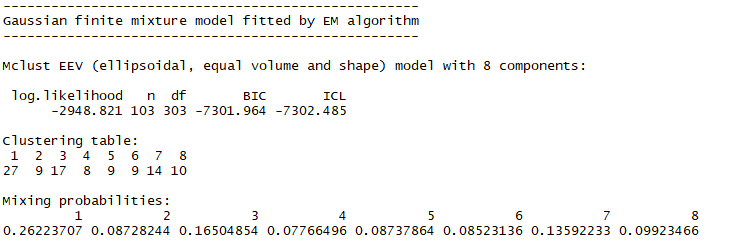 ----------------------------------------------------
Gaussian finite mixture model fitted by EM algorithm
----------------------------------------------------
Mclust EEV (ellipsoidal, equal volume and shape) model with 8 components:
log.likelihood n df BIC ICL
-2948.821 103 303 -7301.964 -7302.485
Clustering table:
1 2 3 4 5 6 7 8
27 9 17 8 9 9 14 10
Mixing probabilities:
1 2 3 4 5 6 7 8
0.26223707 0.08728244 0.16504854 0.07766496 0.08737864 0.08523136 0.13592233 0.09923466